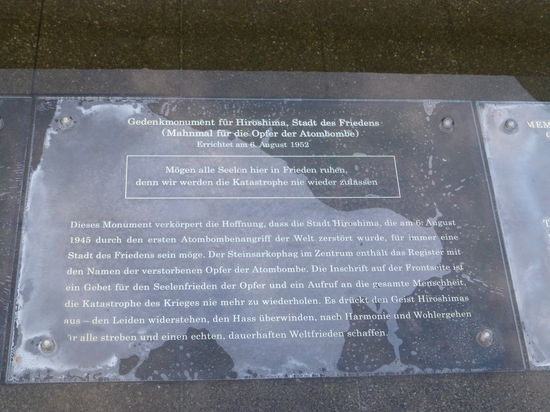 Gedenkmonument für Hiroshima, Stadt des Friedens
(Mahnmal für die Opfer der Atombombe)
Errichtet am 6. August 1952
Mögen alle Seelen hier in Frieden ruhen,
denn wir werden die Katastrophe nie wieder zulassen
Dieses Monument verkörpert die Hoffnung, dass die Stadt Hiroshima, die am 6. August
1945 durch den ersten Atombombenangriff der Welt zerstört wurde, für immer eine
Stadt des Friedens sein möge. Der Steinsarkophag im Zentrum enthält das Register mit
den Namen der verstorbenen Opfer der Atombombe. Die Inschrift auf der Frontseite ist
ein Gebet für den Seelenfrieden der Opfer und ein Aufruf an die gesamte Menschheit,
die Katastrophe des Krieges nie mehr zu wiederholen. Es drückt den Geist Hiroshimas
aus – den Leiden widerstehen, den Hass überwinden, nach Harmonie und Wohlergehen
alle streben und einen echten, dauerhaften Weltfrieden schaffen.
MEM